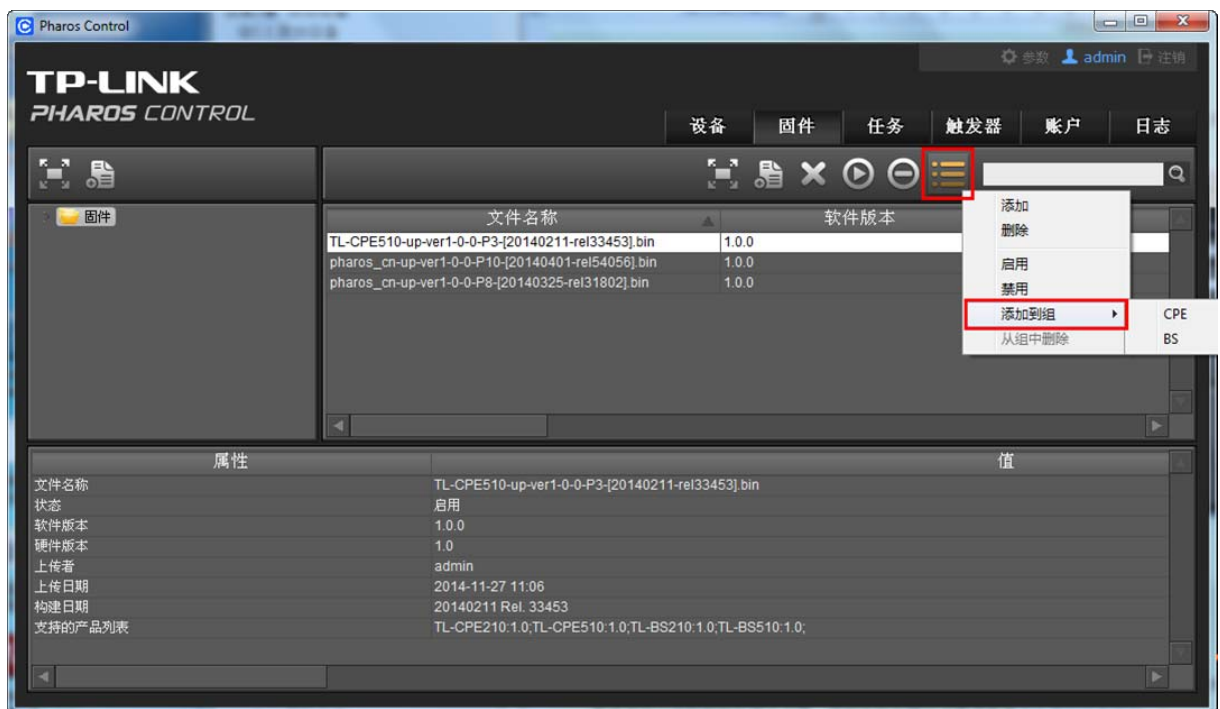 Pharos Control
参数 admin 注销
TP-LINK
PHAROS CONTROL
设备 固件 任务 触发器 账户 日志
固件
文件名称 软件版本
TL-CPE510-up-ver1-0-0-P3-[20140211-rel33453].bin 1.0.0
pharos_cn-up-ver1-0-0-P10-[20140401-rel54056].bin 1.0.0
pharos_cn-up-ver1-0-0-P8-[20140325-rel31802].bin 1.0.0
添加
删除
启用
禁用
添加到组 CPE
从组中删除 BS
属性 值
文件名称 TL-CPE510-up-ver1-0-0-P3-[20140211-rel33453].bin
状态 启用
软件版本 1.0.0
硬件版本 1.0
上传者 admin
上传日期 2014-11-27 11:06
构建日期 20140211 Rel. 33453
支持的产品列表 TL-CPE210:1.0;TL-CPE510:1.0;TL-BS210:1.0;TL-BS510:1.0;